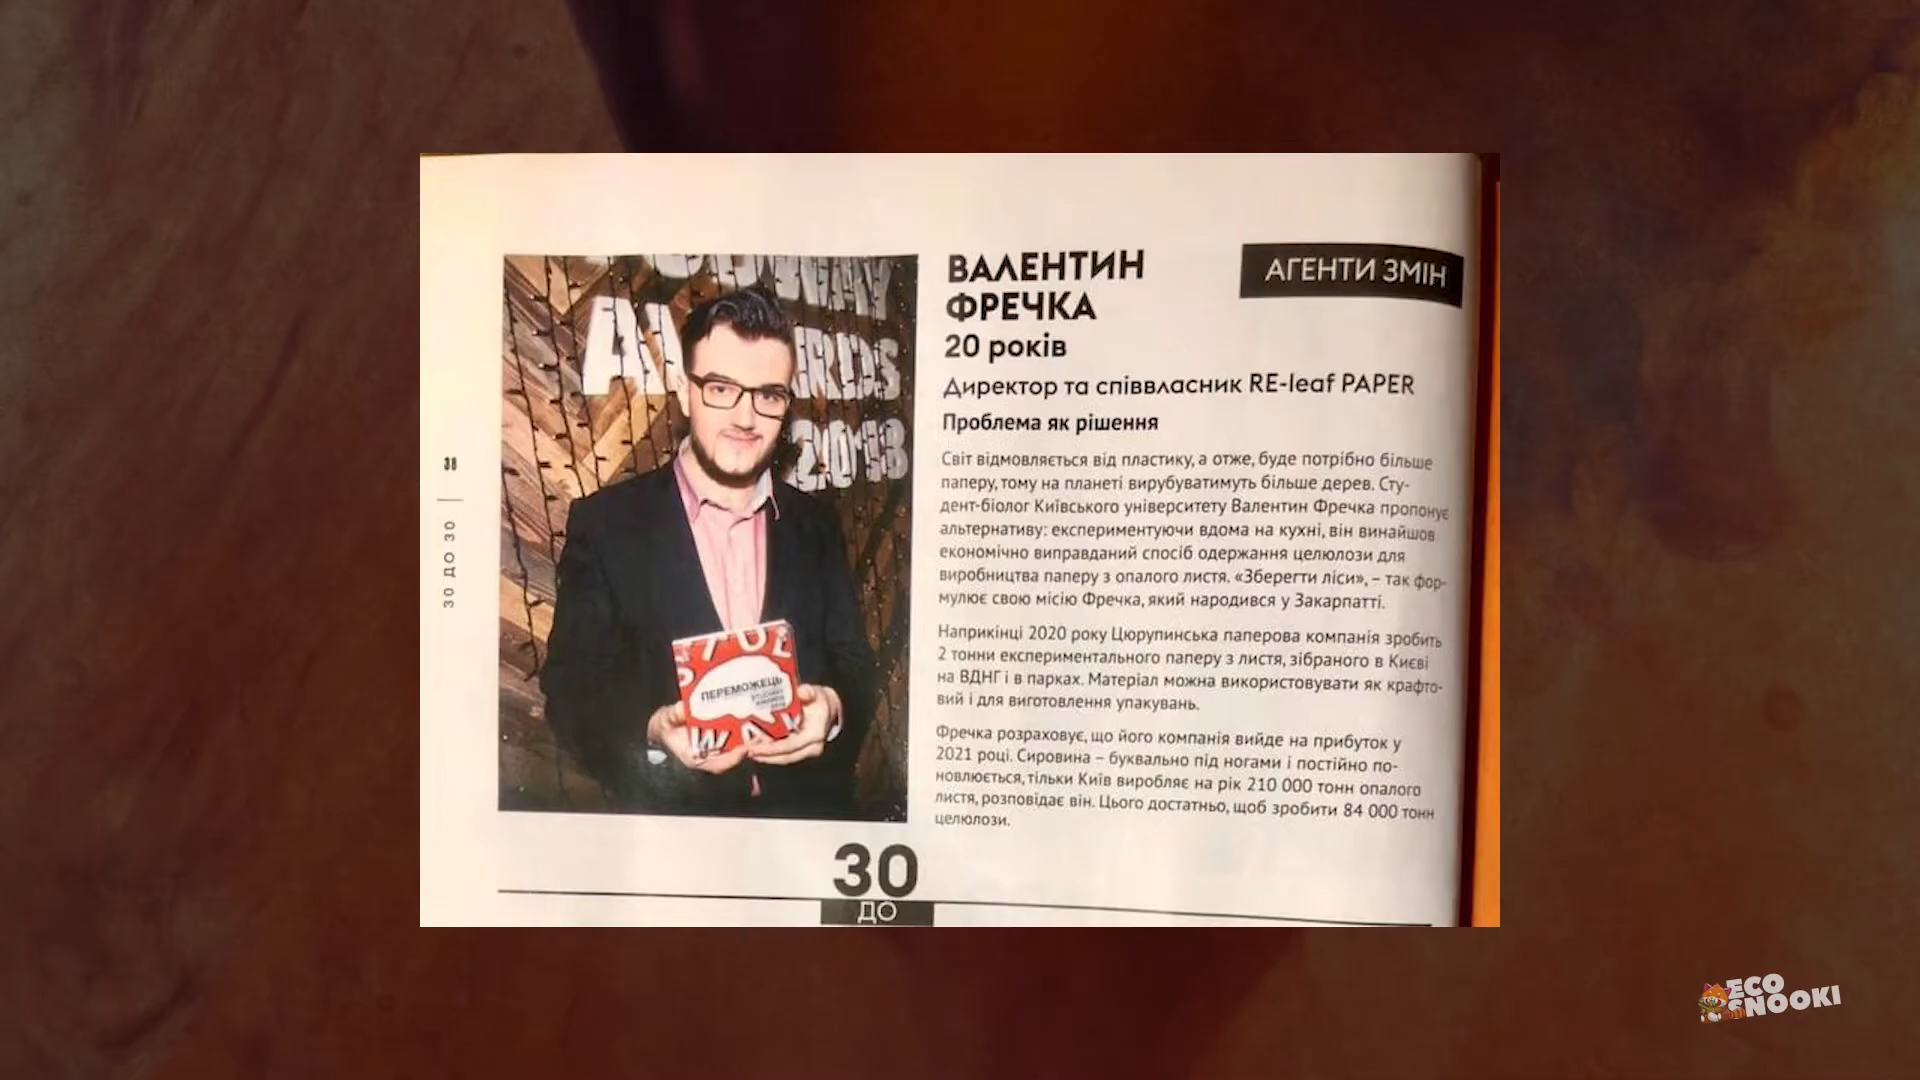 AWARDS
2018
ПЕРЕМОЖЕЦЬ
38
30 ДО 30
ВАЛЕНТИН
ФРЕЧКА
20 років
АГЕНТИ ЗМІН
Директор та співвласник RE-leaf PAPER
Проблема як рішення
Світ відмовляється від пластику, а отже, буде потрібно більше
паперу, тому на планеті вирубуватимуть більше дерев. Сту-
дент-біолог Київського університету Валентин Фречка пропонує
альтернативу: експериментуючи вдома на кухні, він винайшов
економічно виправданий спосіб одержання целюлози для
виробництва паперу з опалого листя. «Зберегти ліси», – так фор-
мулює свою місію Фречка, який народився у Закарпатті.
Наприкінці 2020 року Цюрупинська паперова компанія зробить
2 тонни експериментального паперу з листя, зібраного в Києві
на ВДНГ і в парках. Матеріал можна використовувати як крафто-
вий і для виготовлення упакувань.
Фречка розраховує, що його компанія вийде на прибуток у
2021 році. Сировина – буквально під ногами і постійно по-
новлюється, тільки Київ виробляє на рік 210 000 тонн опалого
листя, розповідає він. Цього достатньо, щоб зробити 84 000 тонн
целюлози.
30
ДО
ECO
SNOOKI